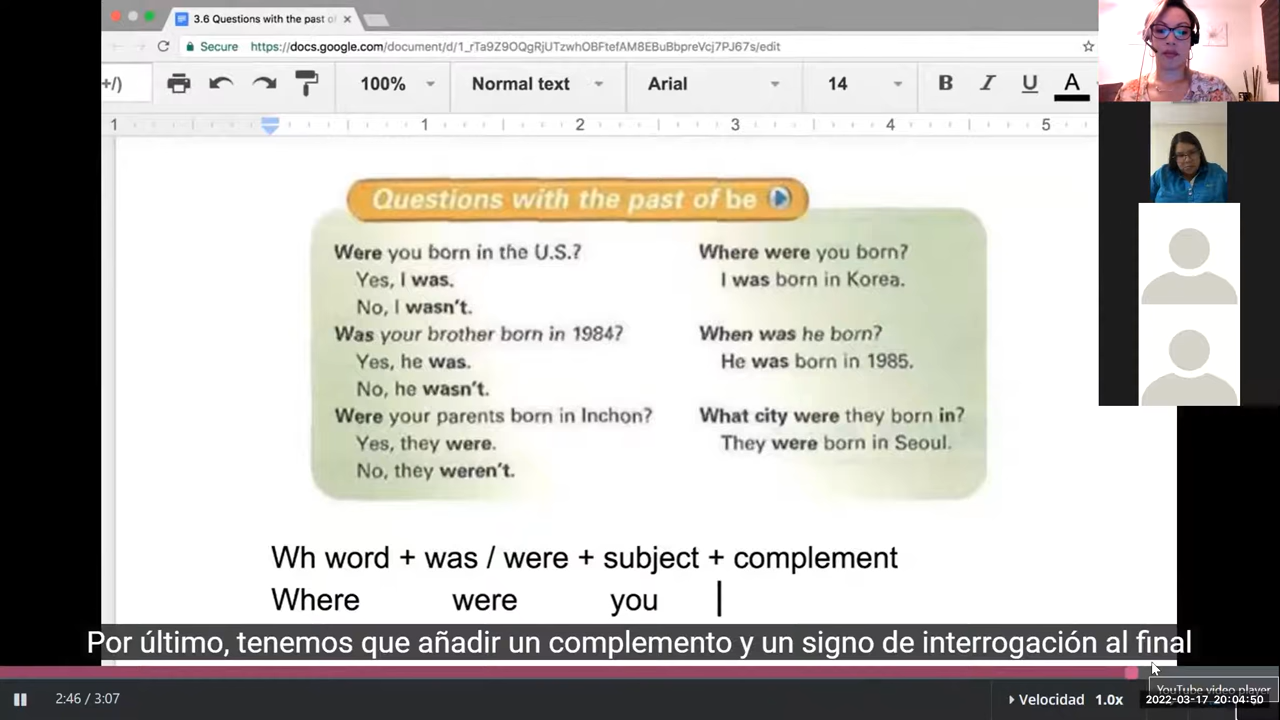 3.6 Questions with the past o
Secure https://docs.google.com/document/d/1_rTa9Z9OQgRjUTzwhOBFtefAM8EBuBbpreVcj7PJ67s/edit
+/) 100% Normal text Arial 14 B I U A
1 1 2 3 4 5
Questions with the past of be
Were you born in the U.S.?
Yes, I was.
No, I wasn't.
Was your brother born in 1984?
Yes, he was.
No, he wasn't.
Were your parents born in Inchon?
Yes, they were.
No, they weren't.
Where were you born?
I was born in Korea.
When was he born?
He was born in 1985.
What city were they born in?
They were born in Seoul.
Wh word + was / were + subject + complement
Where were you
Por último, tenemos que añadir un complemento y un signo de interrogación al final
2:46 / 3:07
Velocidad 1.0x
YouTube video player
2022-03-17 20:04:50